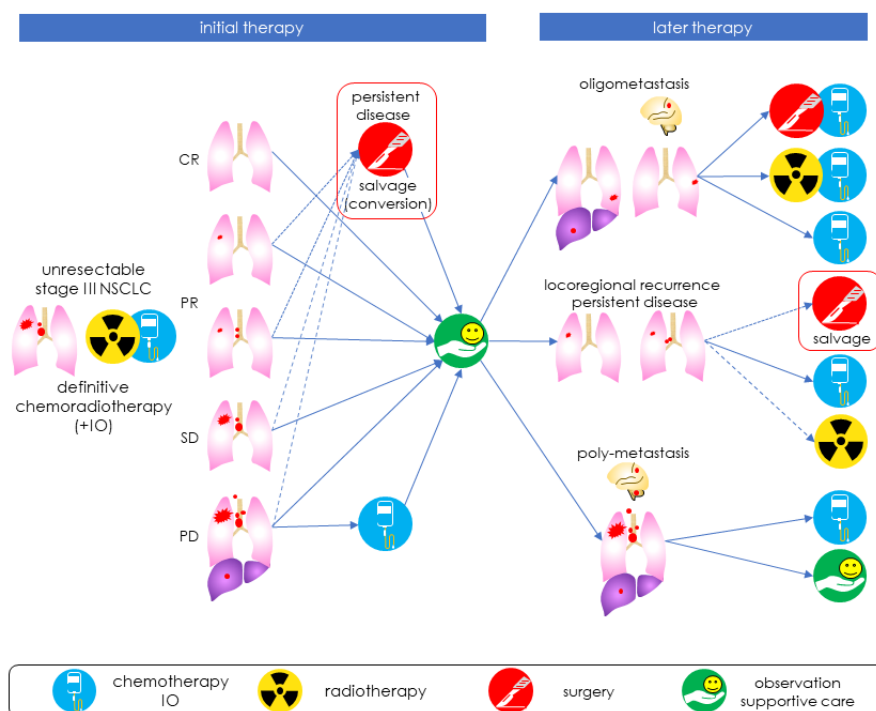 initial therapy
later therapy
persistent
disease
salvage
(conversion)
CR
PR
SD
PD
unresectable
stage III NSCLC
definitive
chemoradiotherapy
(+IO)
oligometastasis
locoregional recurrence
persistent disease
salvage
poly-metastasis
chemotherapy
IO
radiotherapy
surgery
observation
supportive care